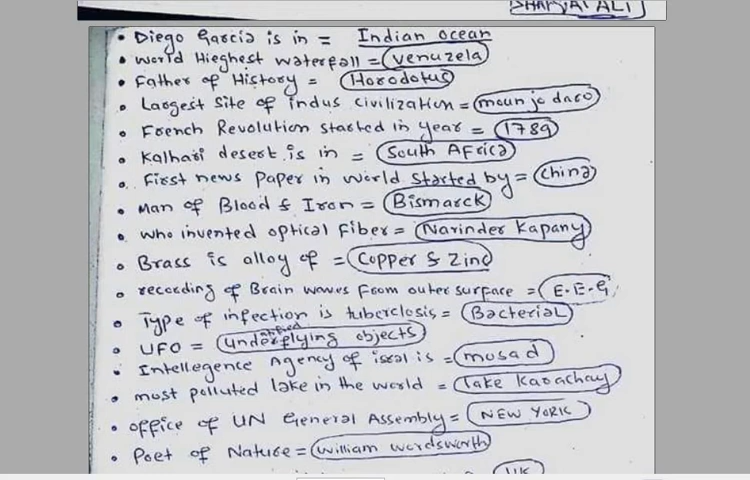 BHARJAI ALI
• Diego Garcia is in = Indian ocean
• World Hieghest waterfall = Venuzela
• Father of History = Horodotus
• Largest Site of indus civilization = mounjo daro
• French Revolution started in year = 1789
• Kalhari desert is in = South Africa
• First news Paper in world started by = China
• Man of Blood & Iron = Bismarck
• who invented optical Fiber = Narinder Kapany
• Brass is alloy of = Copper & Zinc
• recording of Brain waves From outer surface = E.E.G
• Type of infection is tuberclosis = Bacterial
• UFO = unidentified flying objects
• Intellegence Agency of isral is = mosad
• most polluted lake in the world = lake Karachay
• office of UN General Assembly = NEW YORK
• Poet of Nature = William Wordsworth
UK